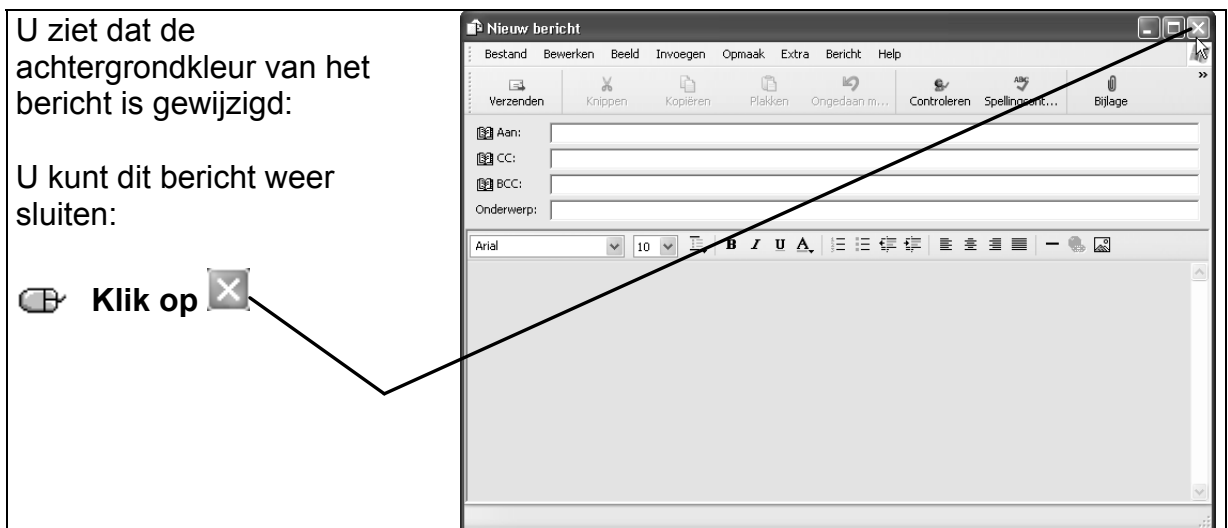 U ziet dat de
achtergrondkleur van het
bericht is gewijzigd:
U kunt dit bericht weer
sluiten:
Klik op
Nieuw bericht
Bestand Bewerken Beeld Invoegen Opmaak Extra Bericht Help
Verzenden Knippen Kopiëren Plakken Ongedaan m... Controleren Bijlage
Aan:
CC:
BCC:
Onderwerp:
Arial 10 B I U A